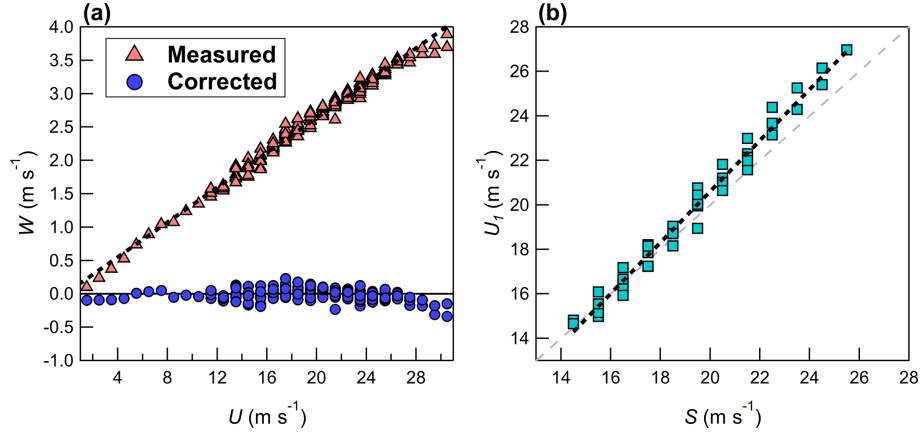 (a)
4.0
3.5
3.0
2.5
2.0
1.5
1.0
0.5
0.0
-0.5
-1.0
W (m s⁻¹)
Measured
Corrected
4 8 12 16 20 24 28
U (m s⁻¹)
(b)
28
26
24
22
20
18
16
14
U₁ (m s⁻¹)
14 16 18 20 22 24 26 28
S (m s⁻¹)